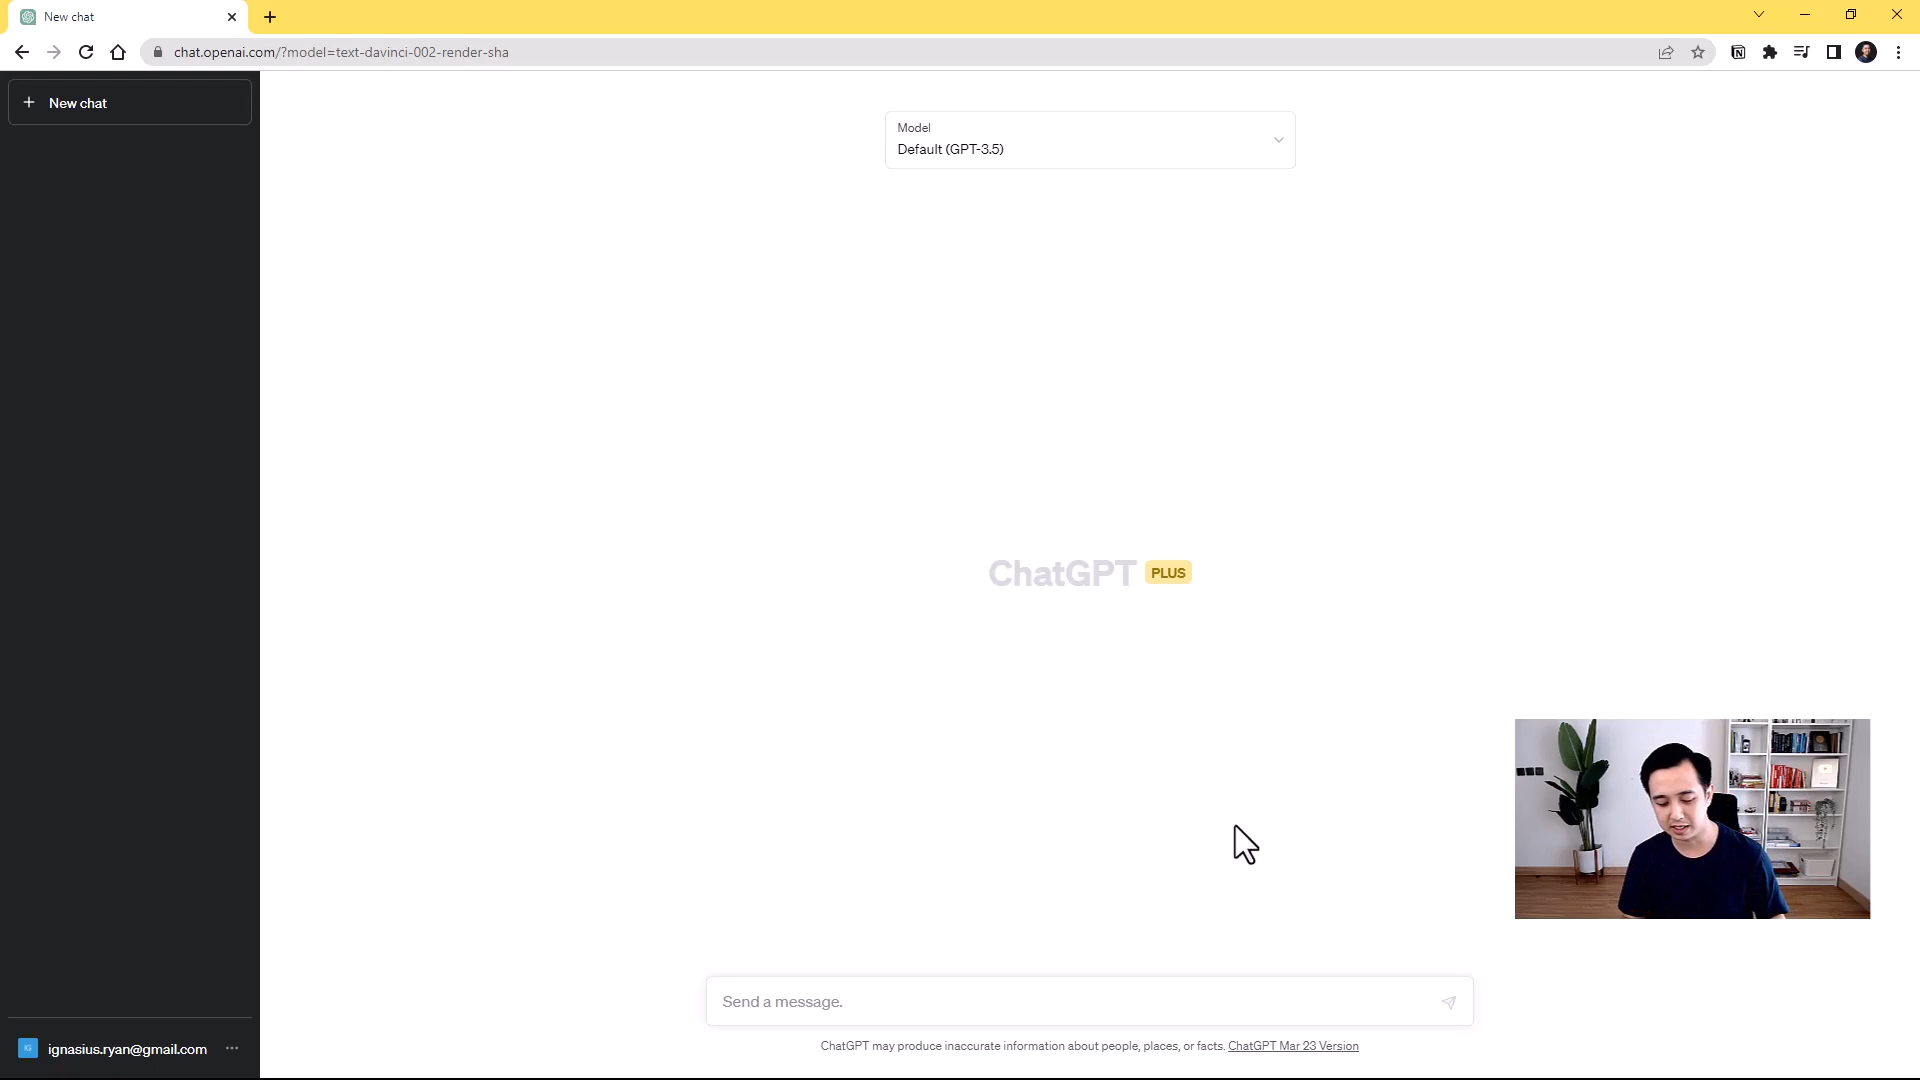 New chat
chat.openai.com/?model=text-davinci-002-render-sha
New chat
Model
Default (GPT-3.5)
ChatGPT PLUS
Send a message.
ChatGPT may produce inaccurate information about people, places, or facts. ChatGPT Mar 23 Version
ignasius.ryan@gmail.com